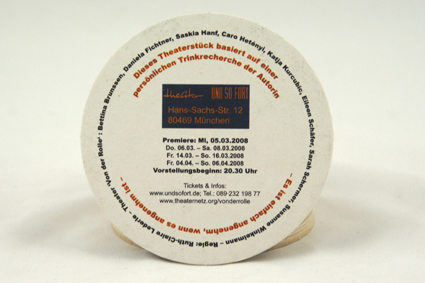 Theater 'Von der Rolle': Bettina Brunssen, Daniela Fichtner, Saskia Hanf, Caro Hetényi, Katja Kurcubic, Eileen Schäfer, Sarah Schermer, Susanne Winkelmann – Regie: Ruth-Claire Lederle –
Dieses Theaterstück basiert auf einer
persönlichen Trinkrecherche der Autorin
theater UND SO FORT
Hans-Sachs-Str. 12
80469 München
Premiere: Mi, 05.03.2008
Do. 06.03. – Sa. 08.03.2008
Fr. 14.03. – So. 16.03.2008
Fr. 04.04. – So. 06.04.2008
Vorstellungsbeginn: 20.30 Uhr
Tickets & Infos:
www.undsofort.de; Tel.: 089 232 198 77
www.theaternetz.org/vonderrolle
– Es ist einfach angenehm, wenn es angenehm ist –